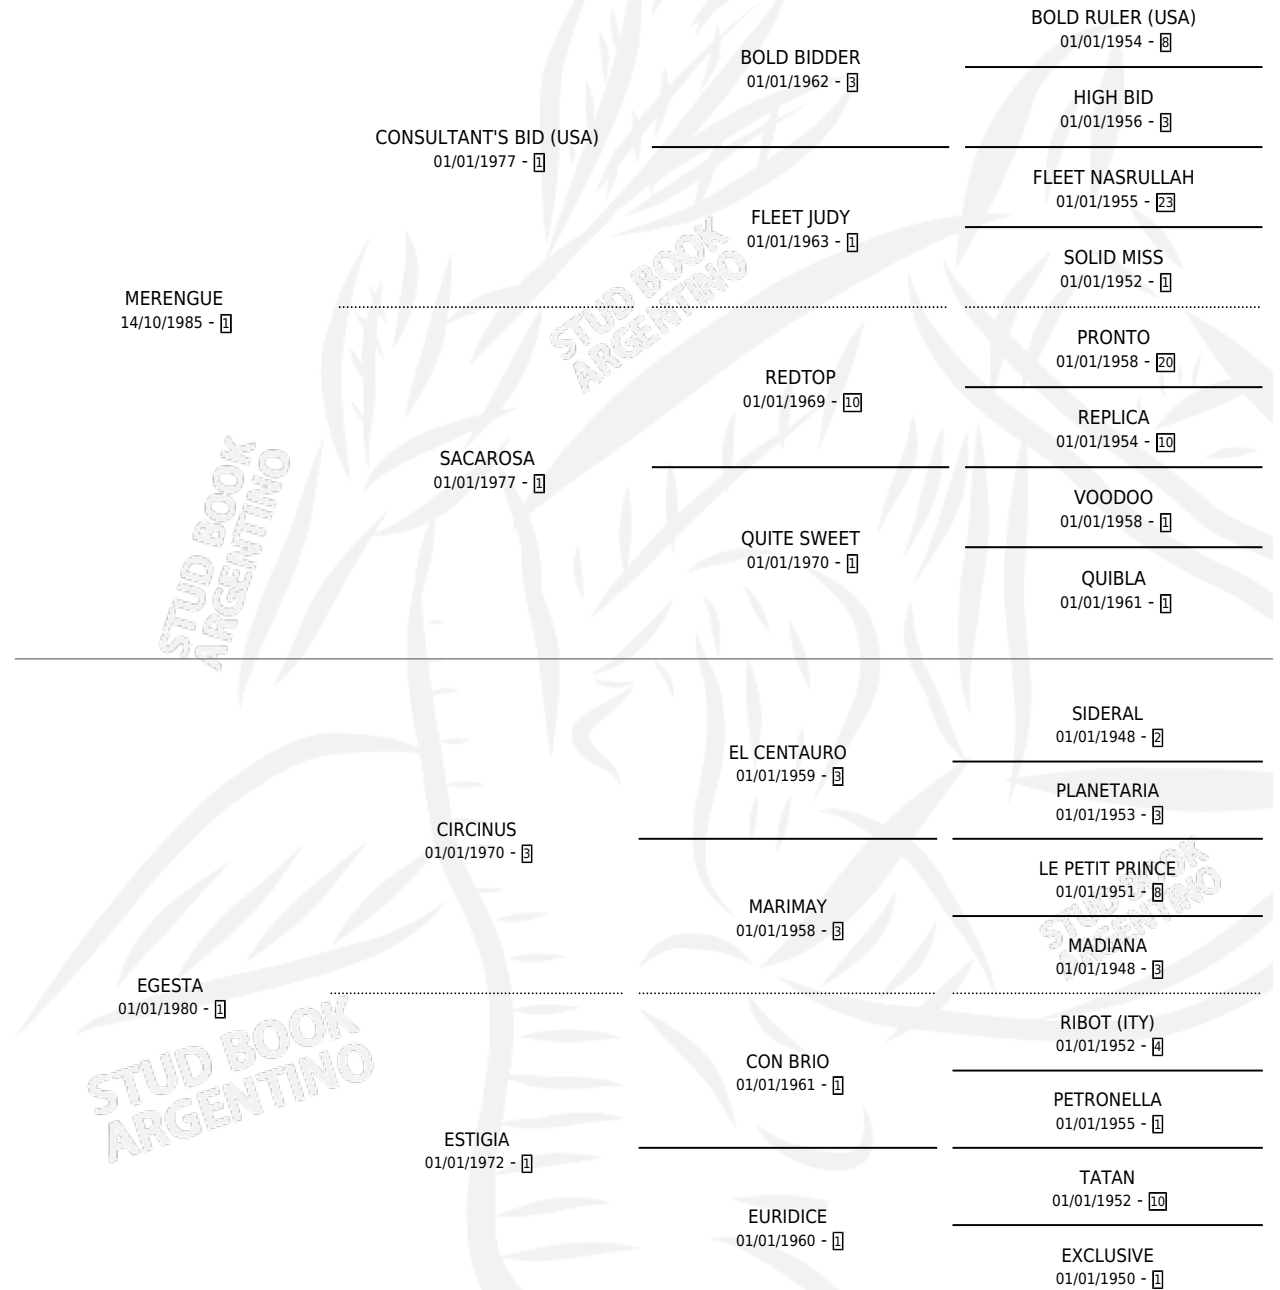 BOLD RULER (USA)
01/01/1954 - 8
BOLD BIDDER
01/01/1962 - 3
HIGH BID
01/01/1956 - 3
CONSULTANT'S BID (USA)
01/01/1977 - 1
FLEET NASRULLAH
01/01/1955 - 23
FLEET JUDY
01/01/1963 - 1
SOLID MISS
01/01/1952 - 1
MERENGUE
14/10/1985 - 1
PRONTO
01/01/1958 - 20
REDTOP
01/01/1969 - 10
REPLICA
01/01/1954 - 10
SACAROSA
01/01/1977 - 1
VOODOO
01/01/1958 - 1
QUITE SWEET
01/01/1970 - 1
QUIBLA
01/01/1961 - 1
SIDERAL
01/01/1948 - 2
EL CENTAURO
01/01/1959 - 3
PLANETARIA
01/01/1953 - 3
CIRCINUS
01/01/1970 - 3
LE PETIT PRINCE
01/01/1951 - 8
MARIMAY
01/01/1958 - 3
MADIANA
01/01/1948 - 3
EGESTA
01/01/1980 - 1
RIBOT (ITY)
01/01/1952 - 4
CON BRIO
01/01/1961 - 1
PETRONELLA
01/01/1955 - 1
ESTIGIA
01/01/1972 - 1
TATAN
01/01/1952 - 10
EURIDICE
01/01/1960 - 1
EXCLUSIVE
01/01/1950 - 1
STUD BOOK
ARGENTINO
STUD BOOK
ARGENTINO
STUD BOOK
ARGENTINO
STUD BOOK
ARGENTINO